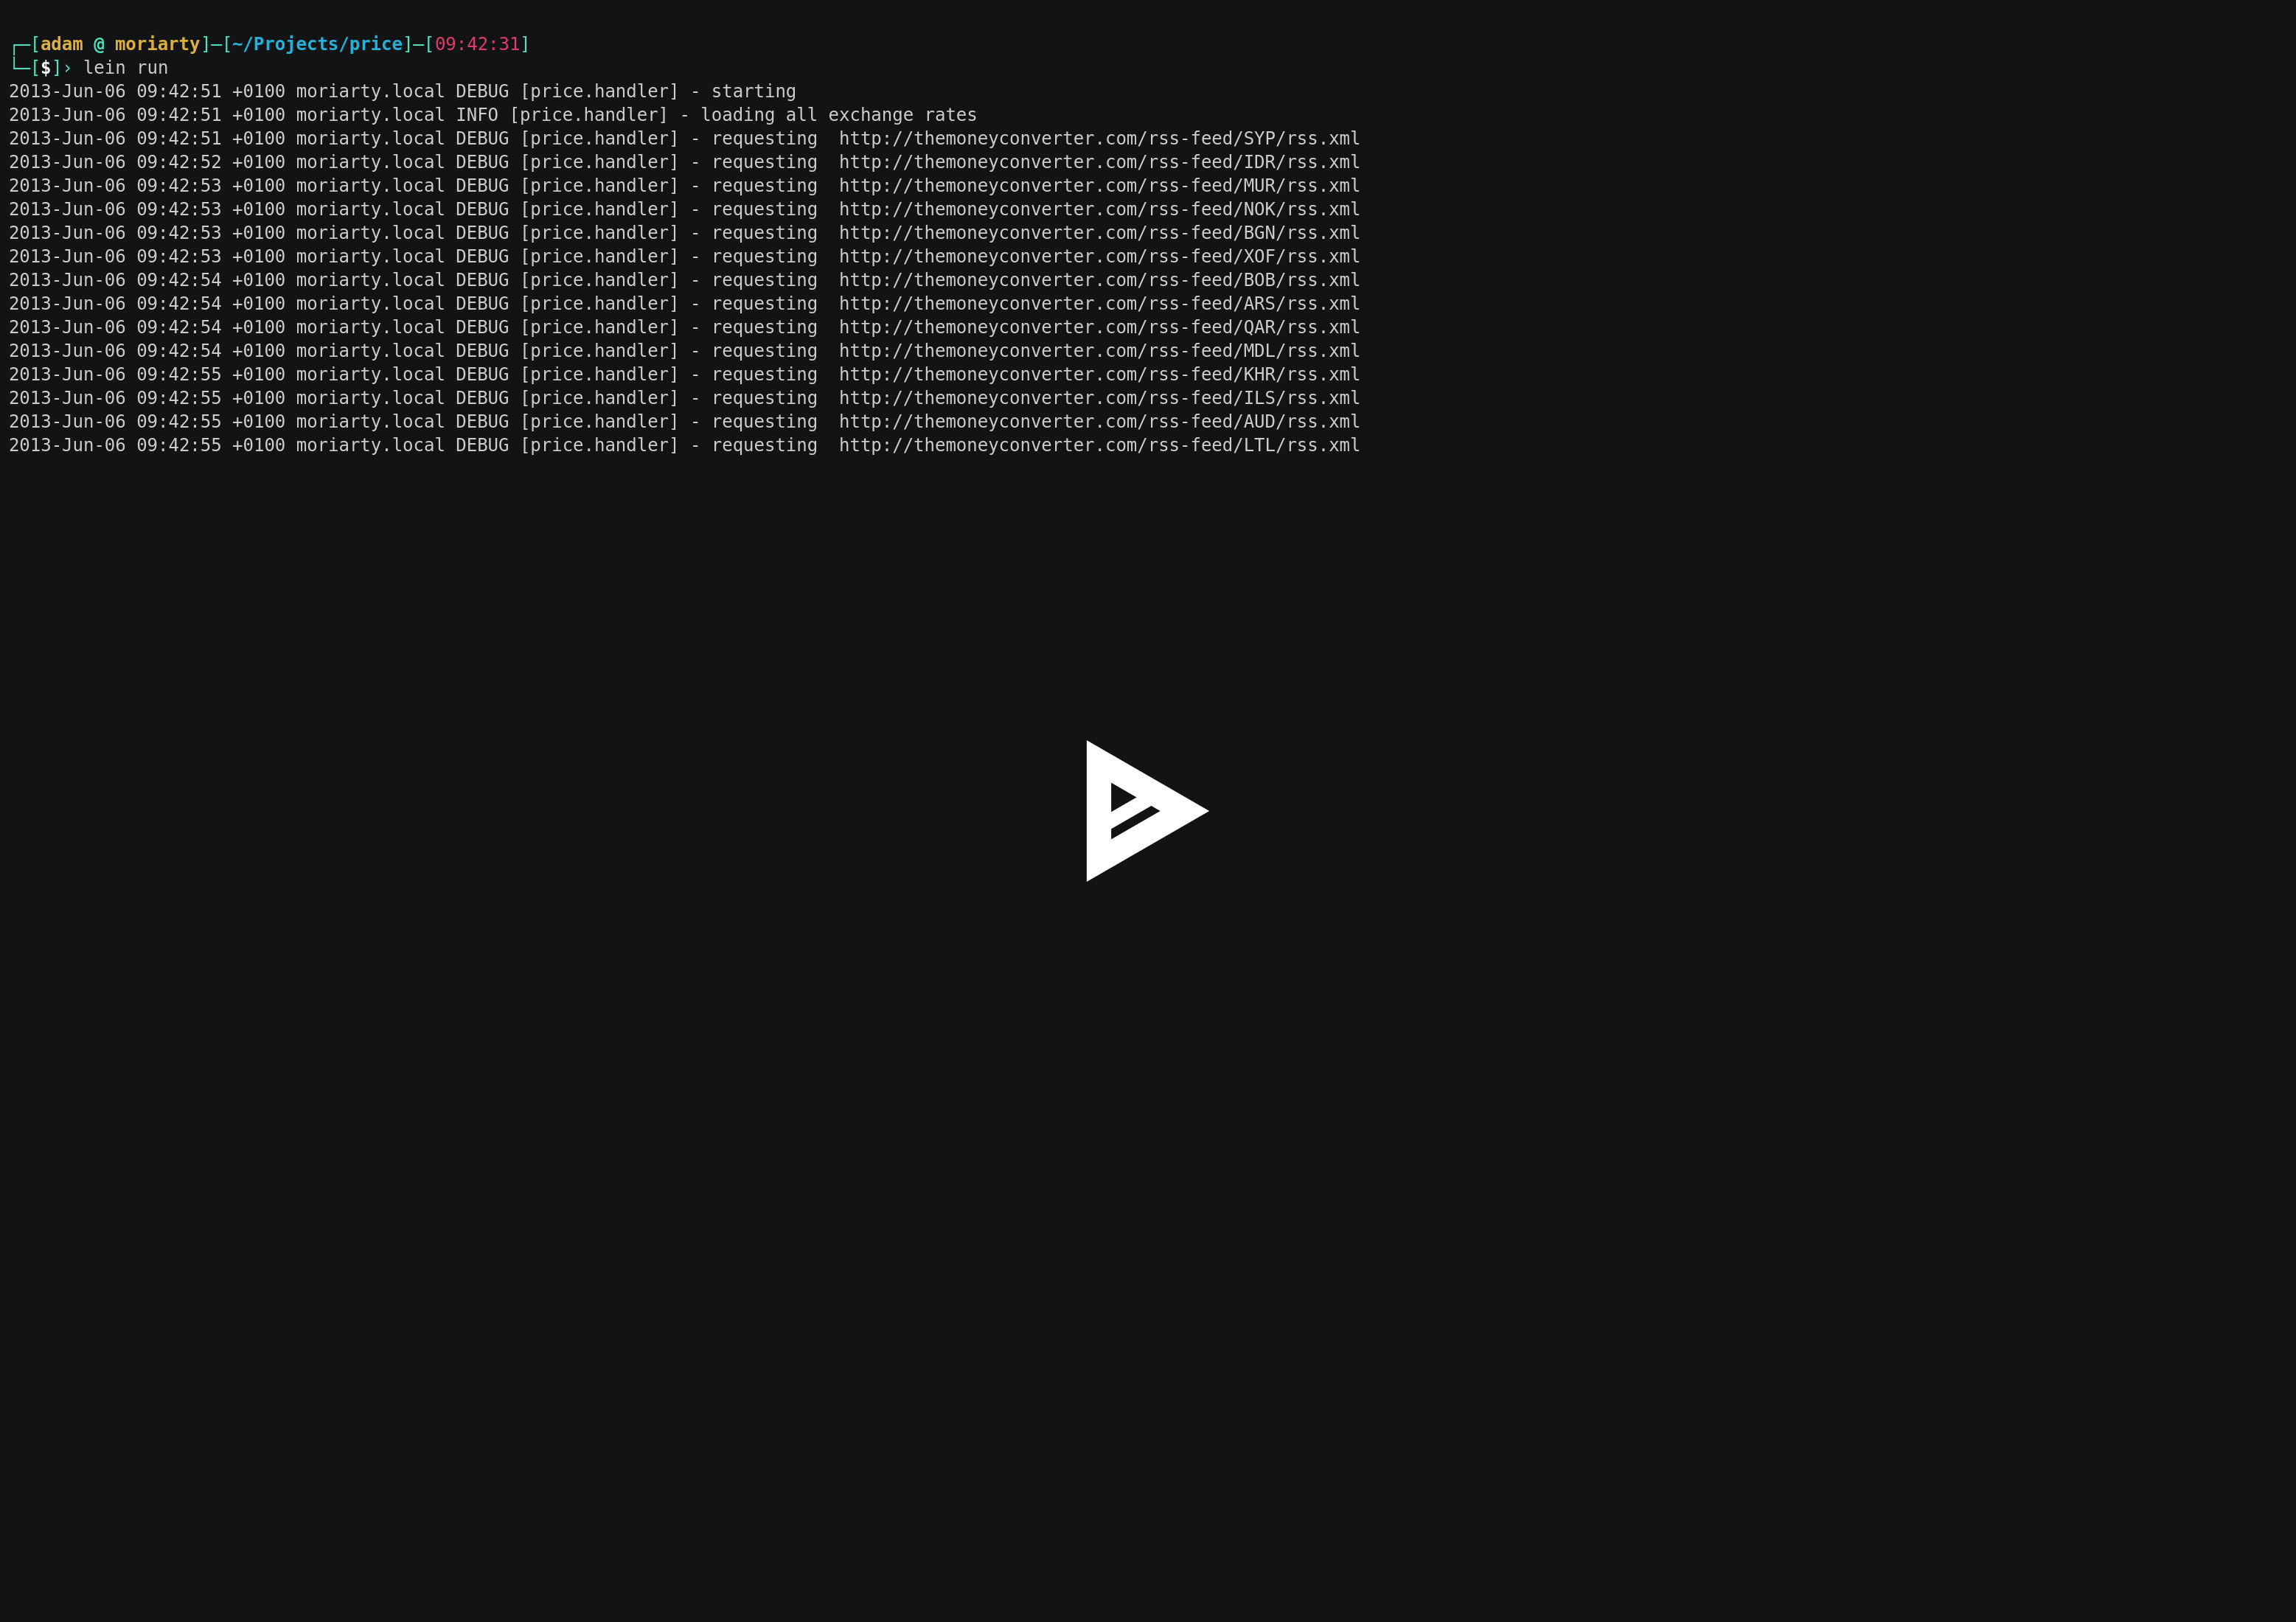 ┌─[adam @ moriarty]─[~/Projects/price]─[09:42:31]
└─[$]› lein run
2013-Jun-06 09:42:51 +0100 moriarty.local DEBUG [price.handler] - starting
2013-Jun-06 09:42:51 +0100 moriarty.local INFO [price.handler] - loading all exchange rates
2013-Jun-06 09:42:51 +0100 moriarty.local DEBUG [price.handler] - requesting  http://themoneyconverter.com/rss-feed/SYP/rss.xml
2013-Jun-06 09:42:52 +0100 moriarty.local DEBUG [price.handler] - requesting  http://themoneyconverter.com/rss-feed/IDR/rss.xml
2013-Jun-06 09:42:53 +0100 moriarty.local DEBUG [price.handler] - requesting  http://themoneyconverter.com/rss-feed/MUR/rss.xml
2013-Jun-06 09:42:53 +0100 moriarty.local DEBUG [price.handler] - requesting  http://themoneyconverter.com/rss-feed/NOK/rss.xml
2013-Jun-06 09:42:53 +0100 moriarty.local DEBUG [price.handler] - requesting  http://themoneyconverter.com/rss-feed/BGN/rss.xml
2013-Jun-06 09:42:53 +0100 moriarty.local DEBUG [price.handler] - requesting  http://themoneyconverter.com/rss-feed/XOF/rss.xml
2013-Jun-06 09:42:54 +0100 moriarty.local DEBUG [price.handler] - requesting  http://themoneyconverter.com/rss-feed/BOB/rss.xml
2013-Jun-06 09:42:54 +0100 moriarty.local DEBUG [price.handler] - requesting  http://themoneyconverter.com/rss-feed/ARS/rss.xml
2013-Jun-06 09:42:54 +0100 moriarty.local DEBUG [price.handler] - requesting  http://themoneyconverter.com/rss-feed/QAR/rss.xml
2013-Jun-06 09:42:54 +0100 moriarty.local DEBUG [price.handler] - requesting  http://themoneyconverter.com/rss-feed/MDL/rss.xml
2013-Jun-06 09:42:55 +0100 moriarty.local DEBUG [price.handler] - requesting  http://themoneyconverter.com/rss-feed/KHR/rss.xml
2013-Jun-06 09:42:55 +0100 moriarty.local DEBUG [price.handler] - requesting  http://themoneyconverter.com/rss-feed/ILS/rss.xml
2013-Jun-06 09:42:55 +0100 moriarty.local DEBUG [price.handler] - requesting  http://themoneyconverter.com/rss-feed/AUD/rss.xml
2013-Jun-06 09:42:55 +0100 moriarty.local DEBUG [price.handler] - requesting  http://themoneyconverter.com/rss-feed/LTL/rss.xml